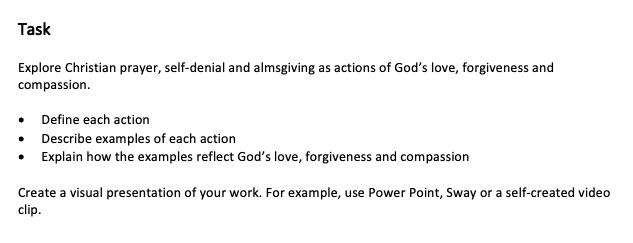 Task
Explore Christian prayer, self-denial and almsgiving as actions of God's love, forgiveness and
compassion.
• Define each action
• Describe examples of each action
• Explain how the examples reflect God's love, forgiveness and compassion
Create a visual presentation of your work. For example, use Power Point, Sway or a self-created video
clip.